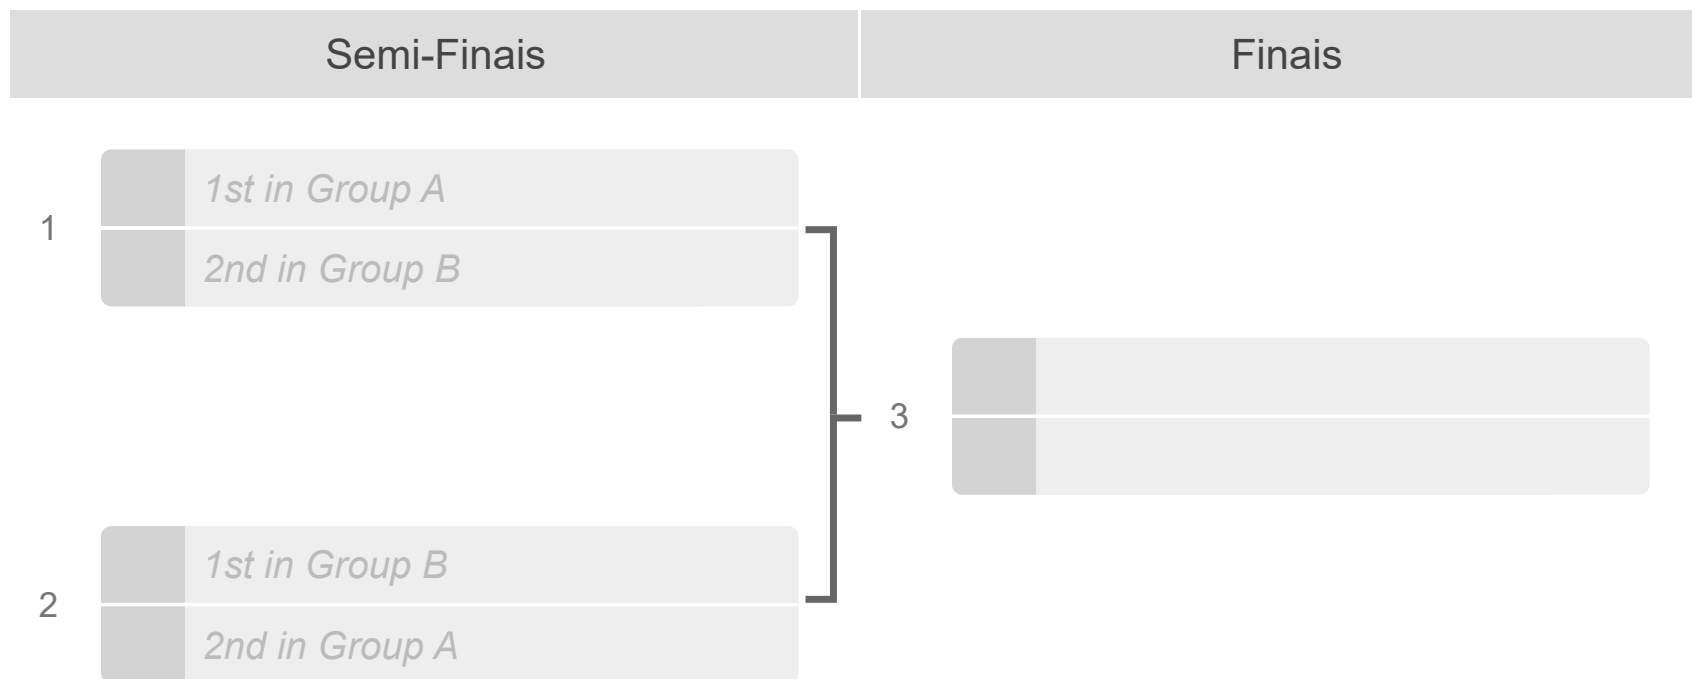 Semi-Finais
Finais
1
1st in Group A
2nd in Group B
3
2
1st in Group B
2nd in Group A